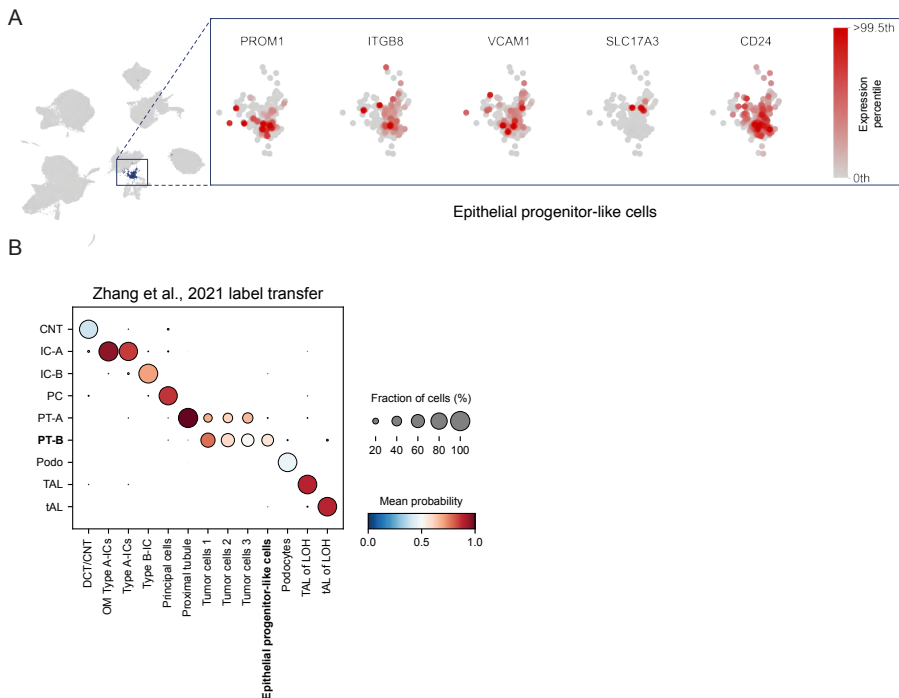 A
PROM1
ITGB8
VCAM1
SLC17A3
CD24
>99.5th
Expression
percentile
0th
Epithelial progenitor-like cells
B
Zhang et al., 2021 label transfer
CNT
IC-A
IC-B
PC
PT-A
PT-B
Podo
TAL
tAL
DCT/CNT
OM Type A-ICs
Type A-ICs
Type B-IC
Principal cells
Proximal tubule
Tumor cells 1
Tumor cells 2
Tumor cells 3
Epithelial progenitor-like cells
Podocytes
TAL of LOH
tAL of LOH
Fraction of cells (%)
20 40 60 80 100
Mean probability
0.0 0.5 1.0